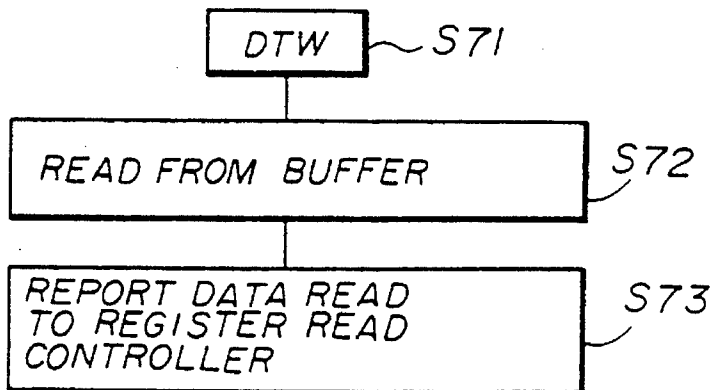 DTW S71
READ FROM BUFFER S72
REPORT DATA READ S73
TO REGISTER READ
CONTROLLER